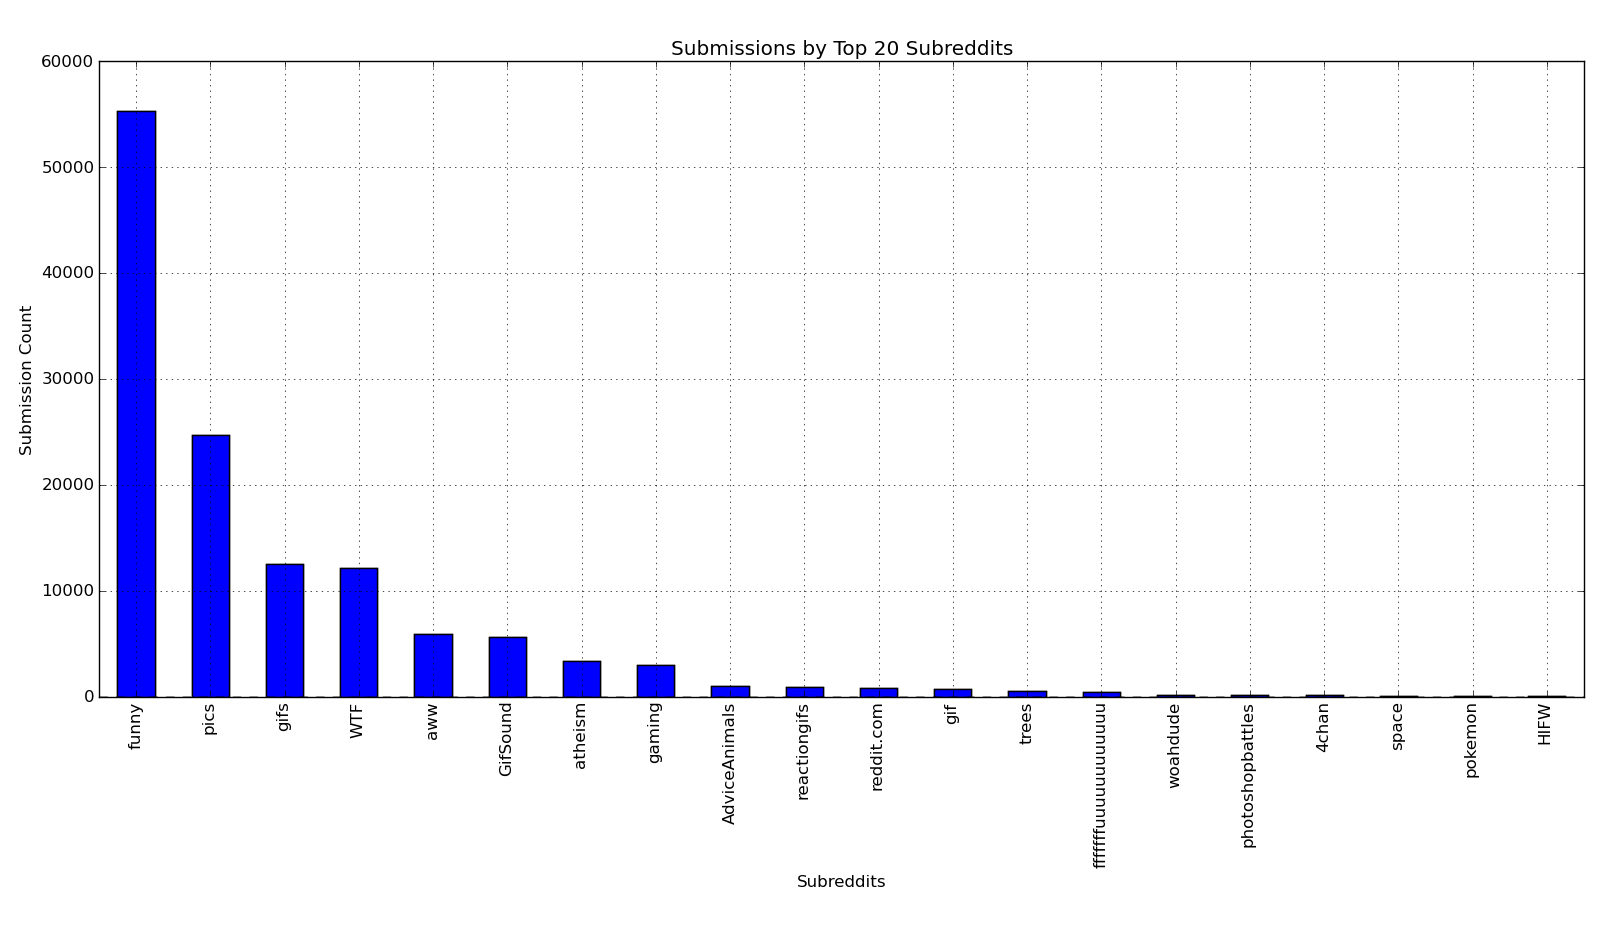 Submissions by Top 20 Subreddits
60000
50000
40000
30000
20000
10000
0
Submission Count
funny
pics
gifs
WTF
aww
GifSound
atheism
gaming
AdviceAnimals
reactiongifs
reddit.com
gif
trees
fffffffuuuuuuuuuuuu
woahdude
photoshopbattles
4chan
space
pokemon
HIFW
Subreddits